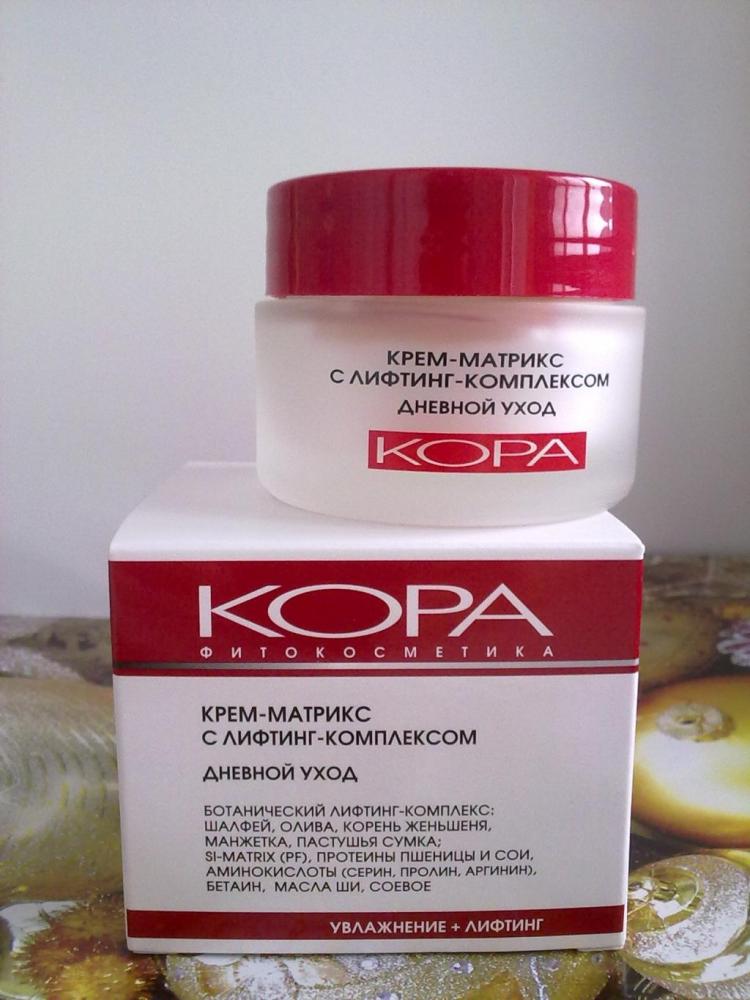 КРЕМ-МАТРИКС
С ЛИФТИНГ-КОМПЛЕКСОМ
ДНЕВНОЙ УХОД
КОРА
КОРА
ФИТОКОСМЕТИКА
КРЕМ-МАТРИКС
С ЛИФТИНГ-КОМПЛЕКСОМ
ДНЕВНОЙ УХОД
БОТАНИЧЕСКИЙ ЛИФТИНГ-КОМПЛЕКС:
ШАЛФЕЙ, ОЛИВА, КОРЕНЬ ЖЕНЬШЕНЯ,
МАНЖЕТКА, ПАСТУШЬЯ СУМКА;
SI-MATRIX (PF), ПРОТЕИНЫ ПШЕНИЦЫ И СОИ,
АМИНОКИСЛОТЫ (СЕРИН, ПРОЛИН, АРГИНИН),
БЕТАИН, МАСЛА ШИ, СОЕВОЕ
УВЛАЖНЕНИЕ + ЛИФТИНГ